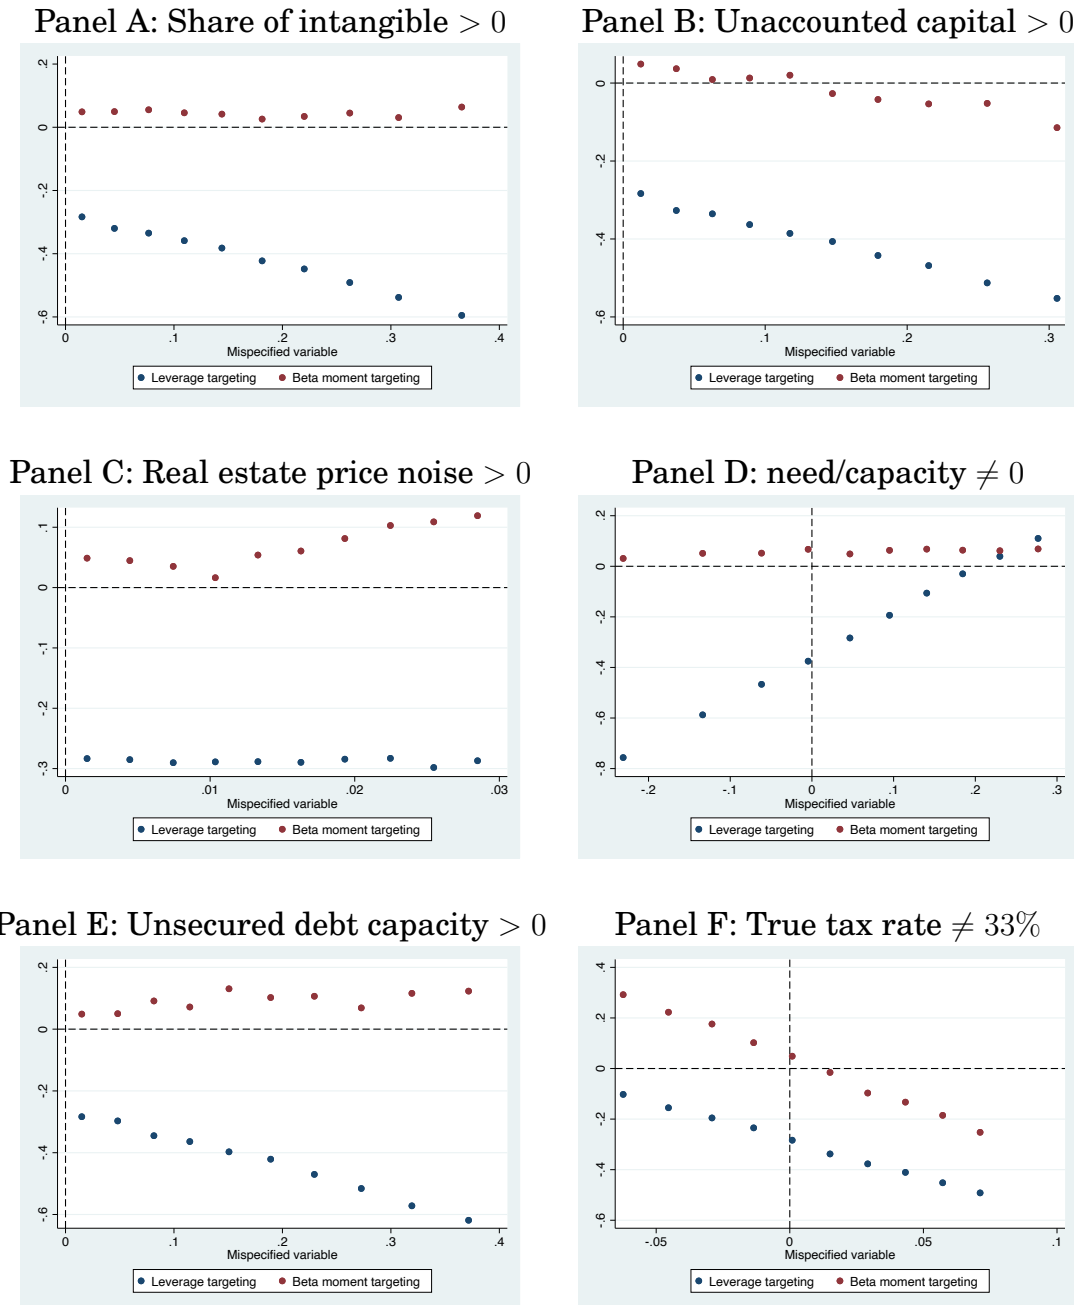 Panel A: Share of intangible > 0
.2
0
-.2
-.4
-.6
0 .1 .2 .3 .4
Mispecified variable
Leverage targeting Beta moment targeting
Panel B: Unaccounted capital > 0
0
-.2
-.4
-.6
0 .1 .2 .3
Mispecified variable
Leverage targeting Beta moment targeting
Panel C: Real estate price noise > 0
.1
0
-.1
-.2
-.3
0 .01 .02 .03
Mispecified variable
Leverage targeting Beta moment targeting
Panel D: need/capacity ≠ 0
.2
0
-.2
-.4
-.6
-.8
-.2 -.1 0 .1 .2 .3
Mispecified variable
Leverage targeting Beta moment targeting
Panel E: Unsecured debt capacity > 0
.2
0
-.2
-.4
-.6
0 .1 .2 .3 .4
Mispecified variable
Leverage targeting Beta moment targeting
Panel F: True tax rate ≠ 33%
.4
.2
0
-.2
-.4
-.6
-.05 0 .05 .1
Mispecified variable
Leverage targeting Beta moment targeting